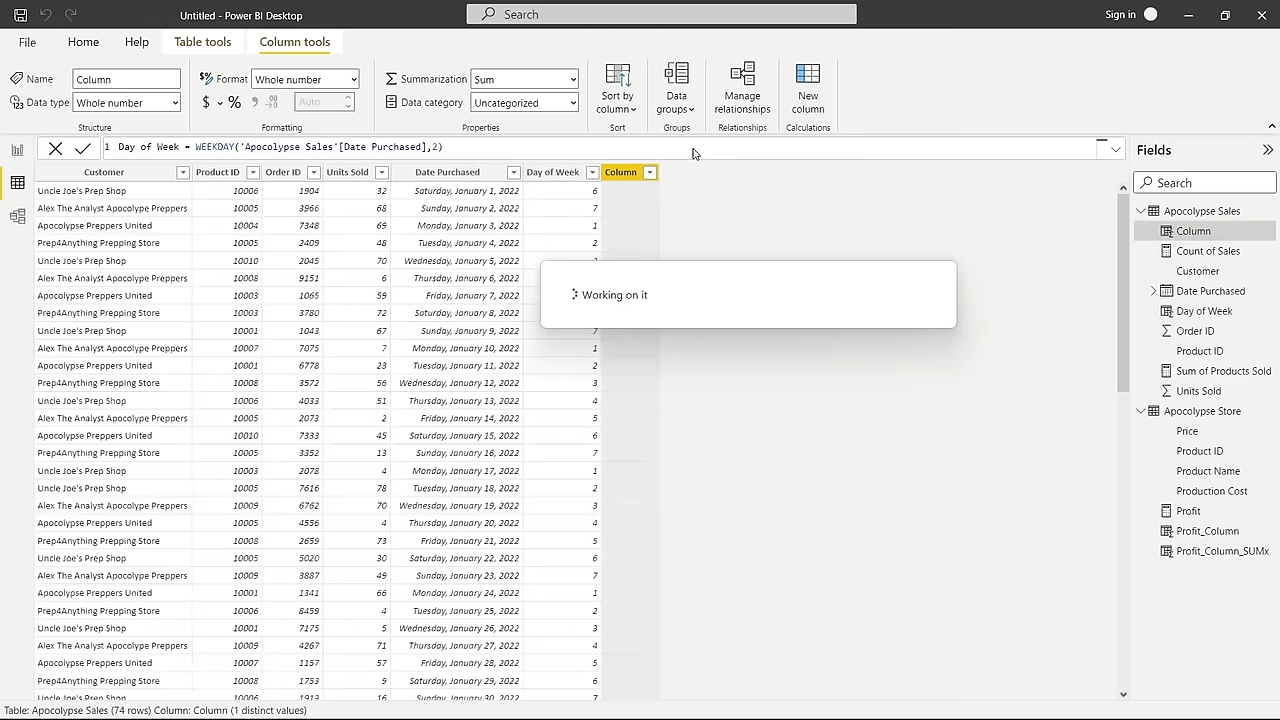 Untitled - Power BI Desktop
Search
Sign in
File Home Help Table tools Column tools
Name Column
Data type Whole number
Structure
Format Whole number
$ % Auto
Formatting
Summarization Sum
Data category Uncategorized
Properties
Sort by column
Sort
Data groups
Groups
Manage relationships
Relationships
New column
Calculations
1 Day of Week = WEEKDAY('Apocolypse Sales'[Date Purchased],2)
Customer Product ID Order ID Units Sold Date Purchased Day of Week Column
Uncle Joe's Prep Shop 10006 1904 32 Saturday, January 1, 2022 6
Alex The Analyst Apocolype Preppers 10005 3966 68 Sunday, January 2, 2022 7
Apocolypse Preppers United 10004 7348 69 Monday, January 3, 2022 1
Prep4Anything Prepping Store 10005 2409 48 Tuesday, January 4, 2022 2
Uncle Joe's Prep Shop 10010 2045 70 Wednesday, January 5, 2022
Alex The Analyst Apocolype Preppers 10008 9151 6 Thursday, January 6, 2022
Apocolypse Preppers United 10003 1065 59 Friday, January 7, 2022
Prep4Anything Prepping Store 10003 3780 72 Saturday, January 8, 2022
Uncle Joe's Prep Shop 10001 1043 67 Sunday, January 9, 2022 7
Alex The Analyst Apocolype Preppers 10007 7075 7 Monday, January 10, 2022 1
Apocolypse Preppers United 10001 6778 23 Tuesday, January 11, 2022 2
Prep4Anything Prepping Store 10008 3572 56 Wednesday, January 12, 2022 3
Uncle Joe's Prep Shop 10006 4033 51 Thursday, January 13, 2022 4
Alex The Analyst Apocolype Preppers 10005 2073 2 Friday, January 14, 2022 5
Apocolypse Preppers United 10010 7333 45 Saturday, January 15, 2022 6
Prep4Anything Prepping Store 10005 3352 13 Sunday, January 16, 2022 7
Uncle Joe's Prep Shop 10003 2078 4 Monday, January 17, 2022 1
Uncle Joe's Prep Shop 10005 7616 78 Tuesday, January 18, 2022 2
Alex The Analyst Apocolype Preppers 10009 6762 70 Wednesday, January 19, 2022 3
Apocolypse Preppers United 10005 4556 4 Thursday, January 20, 2022 4
Prep4Anything Prepping Store 10008 2659 73 Friday, January 21, 2022 5
Uncle Joe's Prep Shop 10005 5020 30 Saturday, January 22, 2022 6
Alex The Analyst Apocolype Preppers 10009 3887 49 Sunday, January 23, 2022 7
Apocolypse Preppers United 10001 1341 66 Monday, January 24, 2022 1
Prep4Anything Prepping Store 10006 8459 4 Tuesday, January 25, 2022 2
Uncle Joe's Prep Shop 10001 7175 5 Wednesday, January 26, 2022 3
Alex The Analyst Apocolype Preppers 10009 4267 71 Thursday, January 27, 2022 4
Apocolypse Preppers United 10007 1157 57 Friday, January 28, 2022 5
Prep4Anything Prepping Store 10008 1753 9 Saturday, January 29, 2022 6
Uncle Joe's Prep Shop 10006 1913 16 Sunday, January 30, 2022 7
Working on it
Fields
Search
Apocolypse Sales
Column
Count of Sales
Customer
Date Purchased
Day of Week
Order ID
Product ID
Sum of Products Sold
Units Sold
Apocolypse Store
Price
Product ID
Product Name
Production Cost
Profit
Profit_Column
Profit_Column_SUMx
Table: Apocolypse Sales (74 rows) Column: Column (1 distinct values)